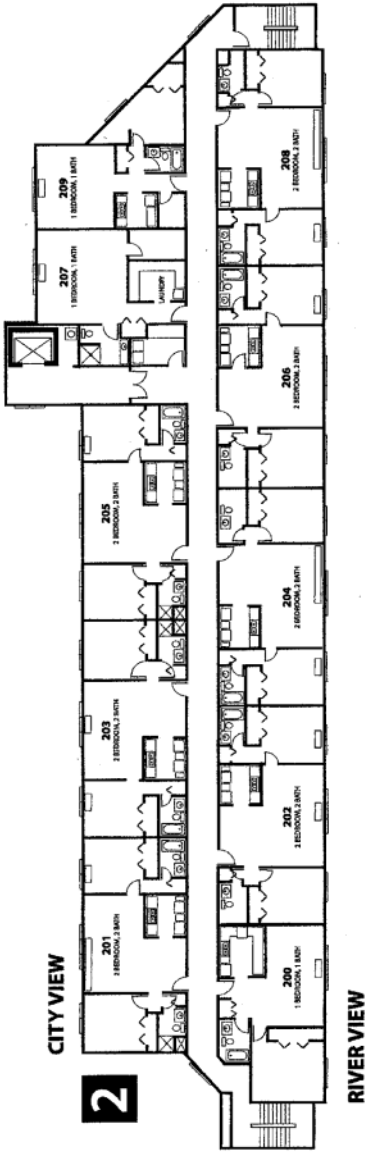 2
CITY VIEW
201
2 BEDROOM, 2 BATH
203
2 BEDROOM, 2 BATH
205
2 BEDROOM, 2 BATH
207
1 BEDROOM, 1 BATH
LAUNDRY
209
1 BEDROOM, 1 BATH
200
1 BEDROOM, 1 BATH
202
2 BEDROOM, 2 BATH
204
2 BEDROOM, 2 BATH
206
2 BEDROOM, 2 BATH
208
2 BEDROOM, 2 BATH
RIVER VIEW